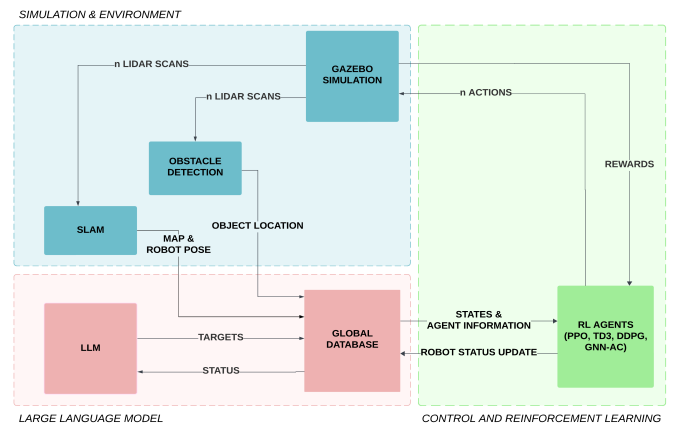 SIMULATION & ENVIRONMENT
n LIDAR SCANS
GAZEBO
SIMULATION
n LIDAR SCANS
n ACTIONS
OBSTACLE
DETECTION
REWARDS
SLAM
OBJECT LOCATION
MAP &
ROBOT POSE
LLM
TARGETS
STATUS
GLOBAL
DATABASE
STATES &
AGENT INFORMATION
ROBOT STATUS UPDATE
RL AGENTS
(PPO, TD3, DDPG,
GNN-AC)
LARGE LANGUAGE MODEL
CONTROL AND REINFORCEMENT LEARNING